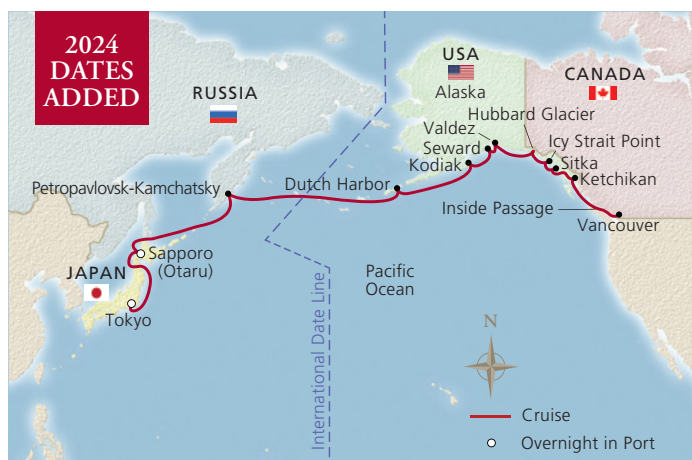 2024
DATES
ADDED
RUSSIA
USA
Alaska
CANADA
Hubbard Glacier
Valdez
Icy Strait Point
Seward
Sitka
Kodiak
Ketchikan
Petropavlovsk-Kamchatsky
Dutch Harbor
Inside Passage
Vancouver
Sapporo
(Otaru)
JAPAN
Pacific
Ocean
Tokyo
International Date Line
N
Cruise
Overnight in Port